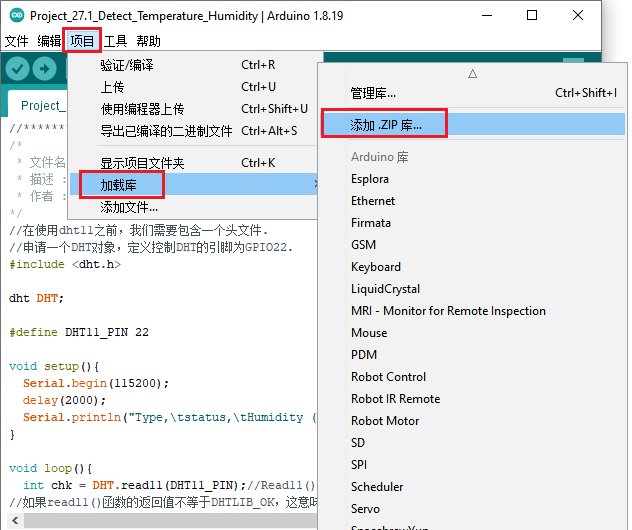 Project_27.1_Detect_Temperature_Humidity | Arduino 1.8.19
文件 编辑 项目 工具 帮助
验证/编译 Ctrl+R
上传 Ctrl+U
使用编程器上传 Ctrl+Shift+U
导出已编译的二进制文件 Ctrl+Alt+S
显示项目文件夹 Ctrl+K
加载库
添加文件...
管理库... Ctrl+Shift+I
添加 .ZIP 库...
Arduino 库
Esplora
Ethernet
Firmata
GSM
Keyboard
LiquidCrystal
MRI - Monitor for Remote Inspection
Mouse
PDM
Robot Control
Robot IR Remote
Robot Motor
SD
SPI
Scheduler
Servo
Project_
//*******
/*
* 文件名
* 描述 :
* 作者 :
*/
//在使用dht11之前，我们需要包含一个头文件.
//申请一个DHT对象，定义控制DHT的引脚为GPIO22.
#include <dht.h>
dht DHT;
#define DHT11_PIN 22
void setup(){
Serial.begin(115200);
delay(2000);
Serial.println("Type,\tstatus,\tHumidity (
}
void loop(){
int chk = DHT.read11(DHT11_PIN);//Read11()
//如果read11()函数的返回值不等于DHTLIB_OK，这意味